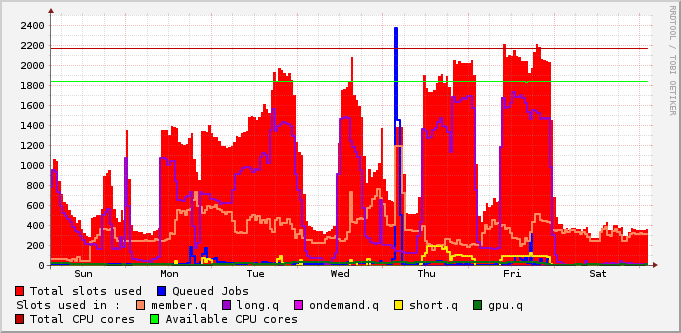 2400
2200
2000
1800
1600
1400
1200
1000
800
600
400
200
0
Sun Mon Tue Wed Thu Fri Sat
RRDTOOL / TOBI OETIKER
Total slots used Queued Jobs
Slots used in : member.q long.q ondemand.q short.q gpu.q
Total CPU cores Available CPU cores